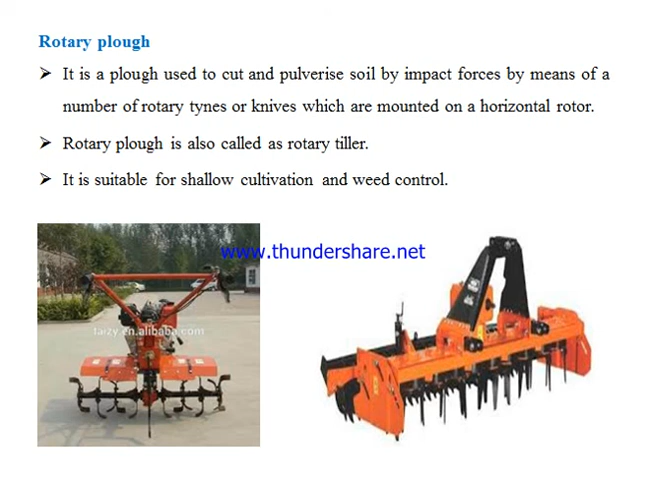 Rotary plough
➢ It is a plough used to cut and pulverise soil by impact forces by means of a
number of rotary tynes or knives which are mounted on a horizontal rotor.
➢ Rotary plough is also called as rotary tiller.
➢ It is suitable for shallow cultivation and weed control.
www.thundershare.net
taizy.en.alibaba.com